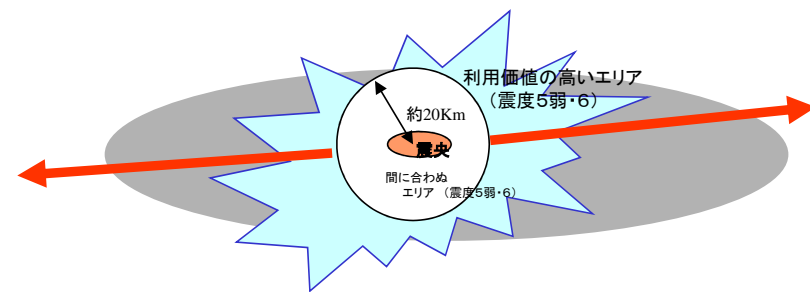 利用価値の高いエリア
（震度５弱・６）
約20Km
震央
間に合わぬ
エリア （震度５弱・６）